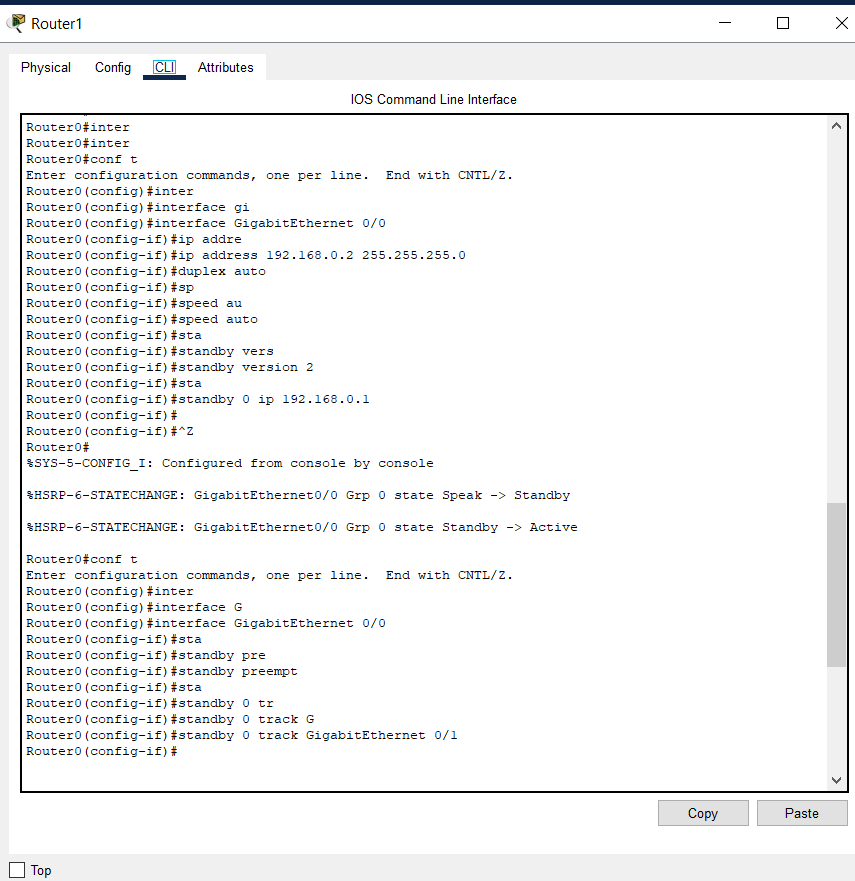 Router1
Physical Config CLI Attributes
IOS Command Line Interface
Router0#inter
Router0#inter
Router0#conf t
Enter configuration commands, one per line.  End with CNTL/Z.
Router0(config)#inter
Router0(config)#interface gi
Router0(config)#interface GigabitEthernet 0/0
Router0(config-if)#ip addre
Router0(config-if)#ip address 192.168.0.2 255.255.255.0
Router0(config-if)#duplex auto
Router0(config-if)#sp
Router0(config-if)#speed au
Router0(config-if)#speed auto
Router0(config-if)#sta
Router0(config-if)#standby vers
Router0(config-if)#standby version 2
Router0(config-if)#sta
Router0(config-if)#standby 0 ip 192.168.0.1
Router0(config-if)#
Router0(config-if)#^Z
Router0#
%SYS-5-CONFIG_I: Configured from console by console
%HSRP-6-STATECHANGE: GigabitEthernet0/0 Grp 0 state Speak -> Standby
%HSRP-6-STATECHANGE: GigabitEthernet0/0 Grp 0 state Standby -> Active
Router0#conf t
Enter configuration commands, one per line.  End with CNTL/Z.
Router0(config)#inter
Router0(config)#interface G
Router0(config)#interface GigabitEthernet 0/0
Router0(config-if)#sta
Router0(config-if)#standby pre
Router0(config-if)#standby preempt
Router0(config-if)#sta
Router0(config-if)#standby 0 tr
Router0(config-if)#standby 0 track G
Router0(config-if)#standby 0 track GigabitEthernet 0/1
Router0(config-if)#
Copy Paste
Top